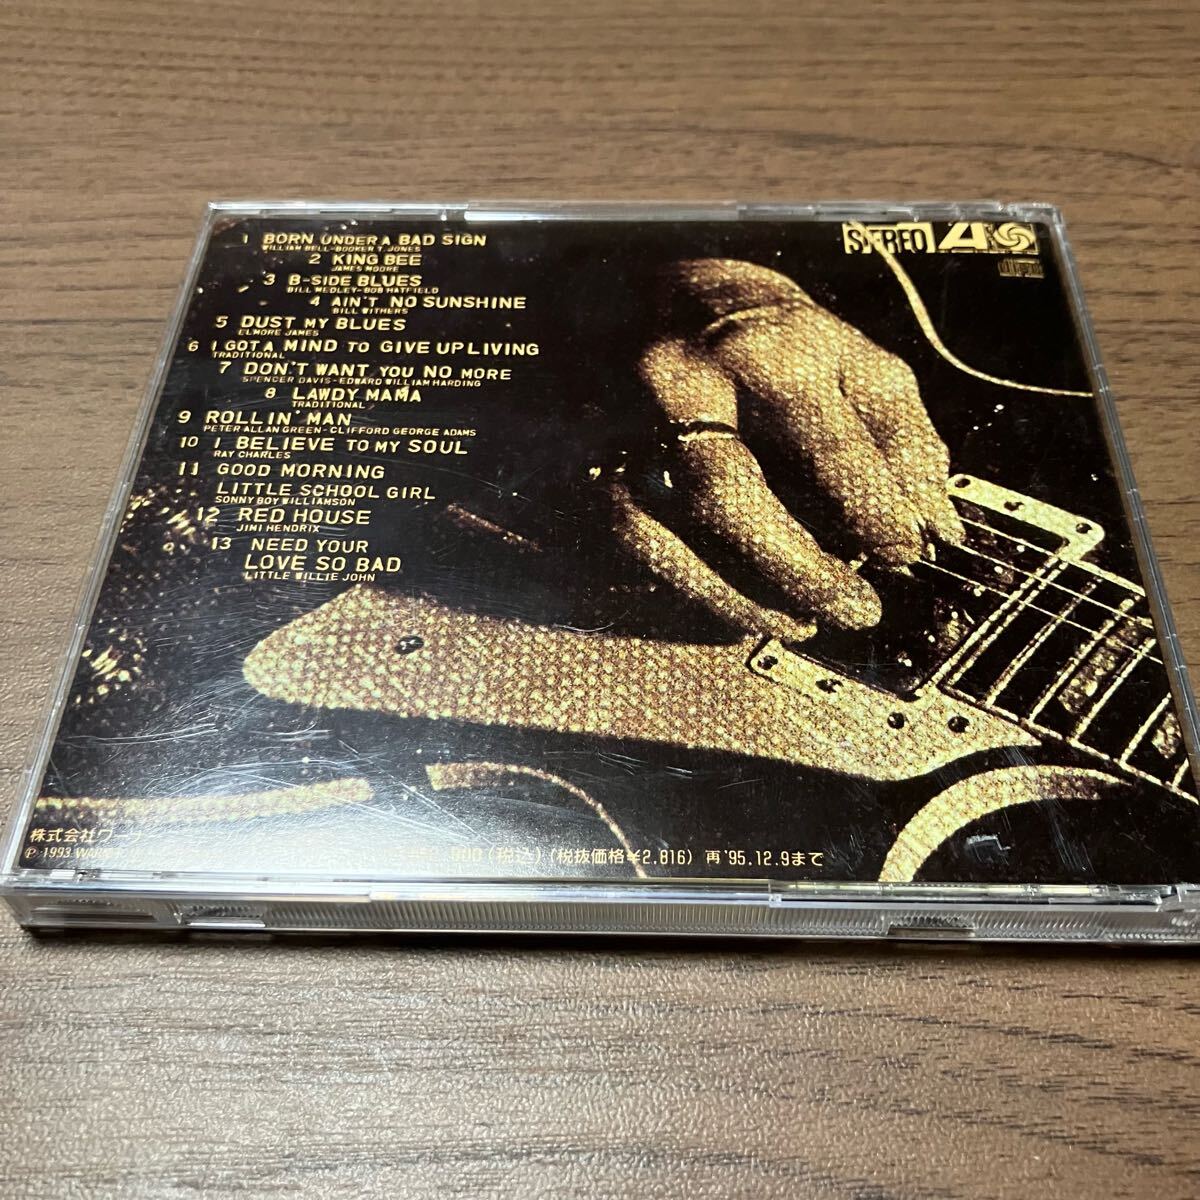 1 BORN UNDER A BAD SIGN
WILLIAM BELL-BOOKER T. JONES
2 KING BEE
JAMES MOORE
3 B-SIDE BLUES
BILL MEDLEY-BOB HATFIELD
4 AIN'T NO SUNSHINE
BILL WITHERS
5 DUST MY BLUES
ELMORE JAMES
6 I GOT A MIND TO GIVE UP LIVING
TRADITIONAL
7 DON'T WANT YOU NO MORE
SPENCER DAVIS-EDWARD WILLIAM HARDING
8 LAWDY MAMA
TRADITIONAL
9 ROLLIN' MAN
PETER ALLAN GREEN-CLIFFORD GEORGE ADAMS
10 I BELIEVE TO MY SOUL
RAY CHARLES
11 GOOD MORNING
LITTLE SCHOOL GIRL
SONNY BOY WILLIAMSON
12 RED HOUSE
JIMI HENDRIX
13 NEED YOUR
LOVE SO BAD
LITTLE WILLIE JOHN
STEREO
株式会社ワーナー
℗ 1993 (税込) (税抜価格¥2,816) 再'95.12.9まで